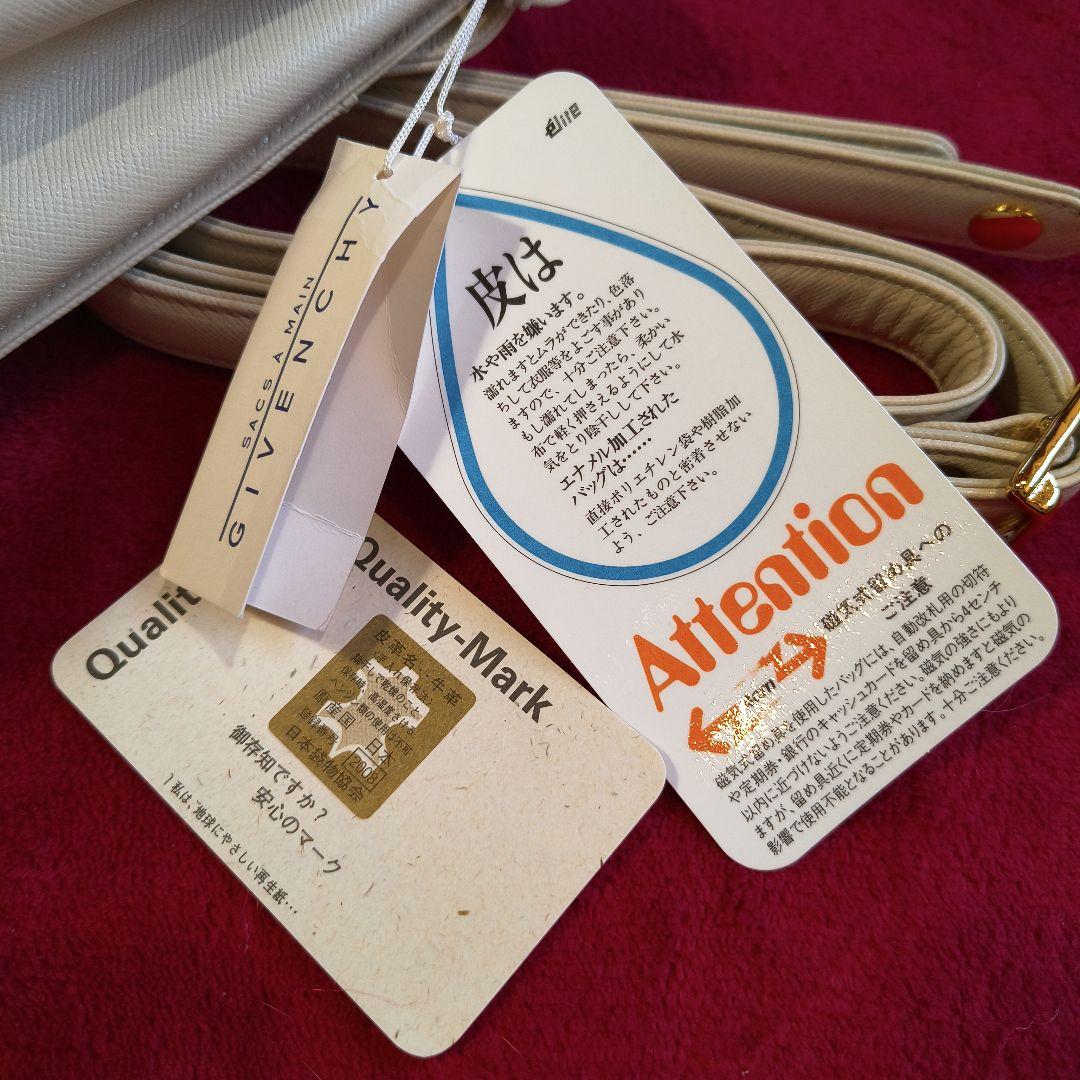 élite
SACS À MAIN
GIVENCHY
皮は
水や雨を嫌います。
濡れますとムラができたり、色落
ちして衣服等をよごす事があり
ますので、十分ご注意下さい。
もし濡れてしまったら、柔かい
布で軽く押さえるようにして水
気をとり陰干しして下さい。
エナメル加工された
バッグは……
直接ポリエチレン袋や樹脂加
工されたものと密着させない
よう、ご注意下さい。
Attention
磁気式留め具への
ご注意
4cm
磁気式留め具を使用したバッグには、自動改札用の切符
や定期券・銀行のキャッシュカードを留め具から4センチ
以内に近づけないようご注意ください。磁気の強さにもより
ますが、留め具近くに定期券やカードを納めますと磁気の
影響で使用不能となることがあります。十分ご注意ください。
Qualit
Quality-Mark
皮革名:牛革
原産国 日本
2008
日本袋物協会
御存知ですか?
安心のマーク
私は、地球にやさしい再生紙…